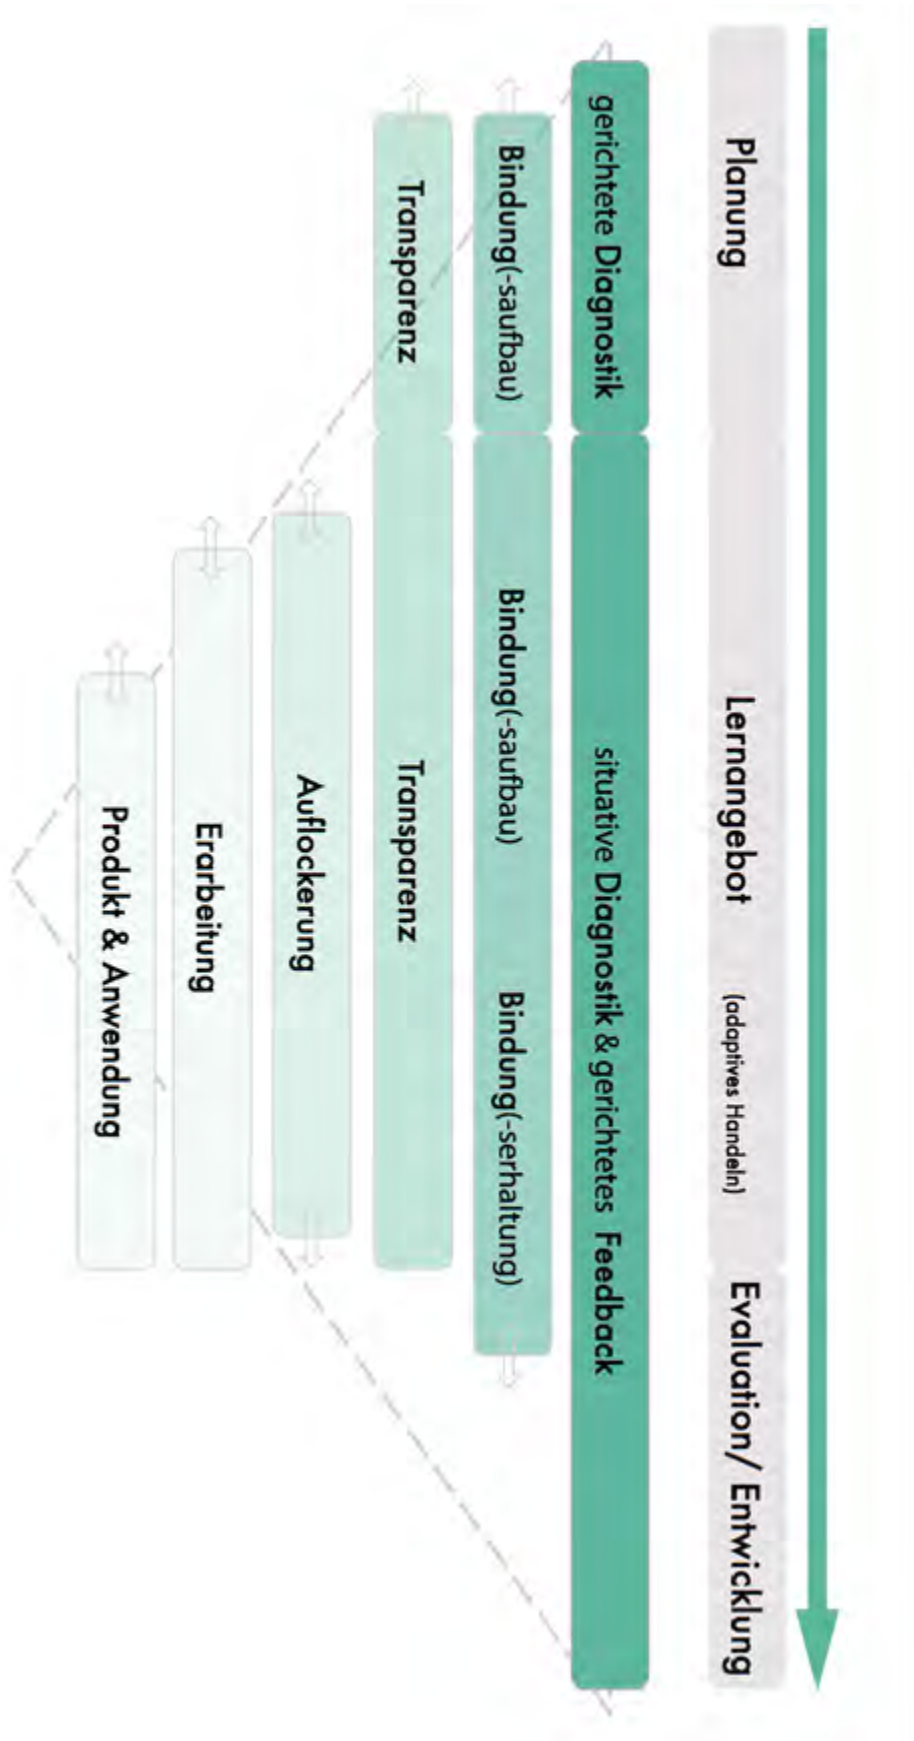 Planung Lernangebot (adaptives Handeln) Evaluation/ Entwicklung
gerichtete Diagnostik situative Diagnostik & gerichtetes Feedback
Bindung(-saufbau) Bindung(-saufbau) Bindung(-serhaltung)
Transparenz Transparenz
Auflockerung
Erarbeitung
Produkt & Anwendung